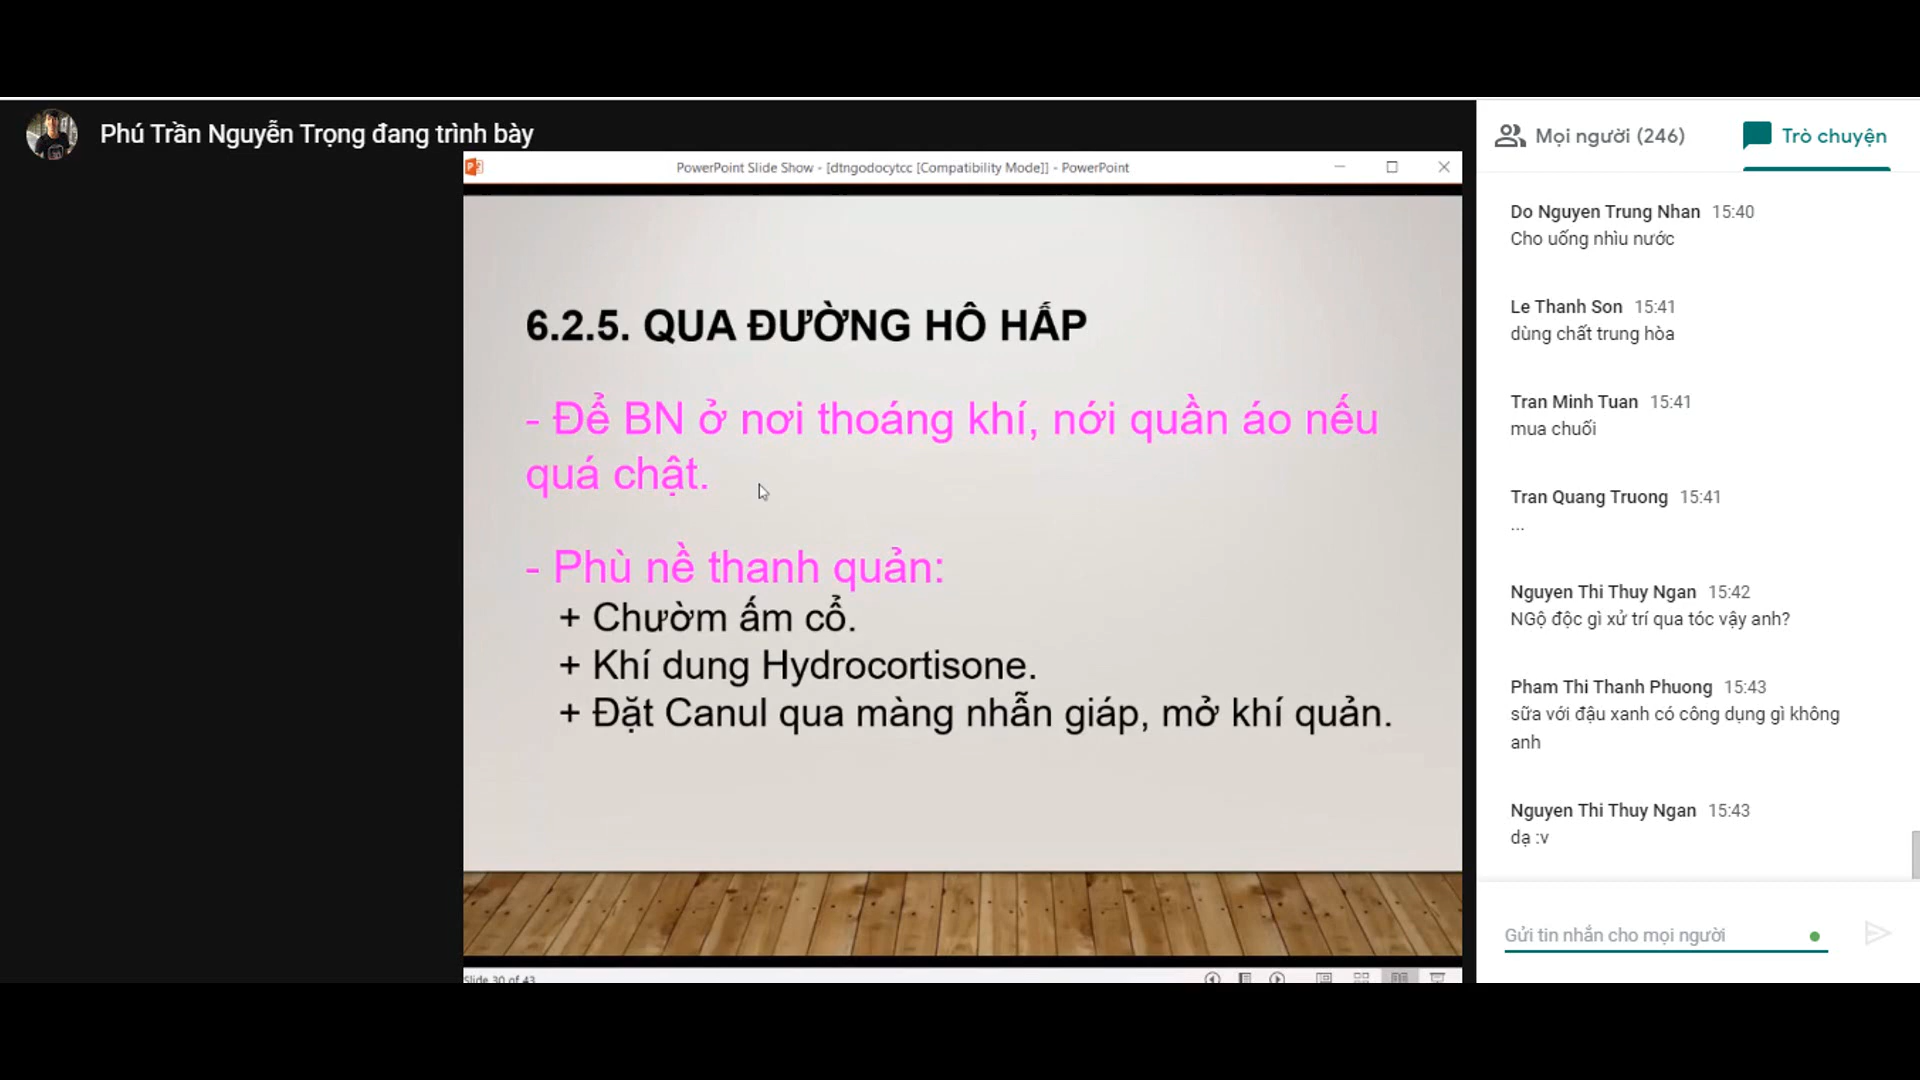 Phú Trần Nguyễn Trọng đang trình bày
PowerPoint Slide Show - [dtngodocytcc [Compatibility Mode]] - PowerPoint
6.2.5. QUA ĐƯỜNG HÔ HẤP
- Để BN ở nơi thoáng khí, nới quần áo nếu
quá chật.
- Phù nề thanh quản:
+ Chườm ấm cổ.
+ Khí dung Hydrocortisone.
+ Đặt Canul qua màng nhẫn giáp, mở khí quản.
Slide 30 of 43
Mọi người (246)
Trò chuyện
Do Nguyen Trung Nhan 15:40
Cho uống nhìu nước
Le Thanh Son 15:41
dùng chất trung hòa
Tran Minh Tuan 15:41
mua chuối
Tran Quang Truong 15:41
...
Nguyen Thi Thuy Ngan 15:42
NGộ độc gì xử trí qua tóc vậy anh?
Pham Thi Thanh Phuong 15:43
sữa với đậu xanh có công dụng gì không
anh
Nguyen Thi Thuy Ngan 15:43
dạ :v
Gửi tin nhắn cho mọi người